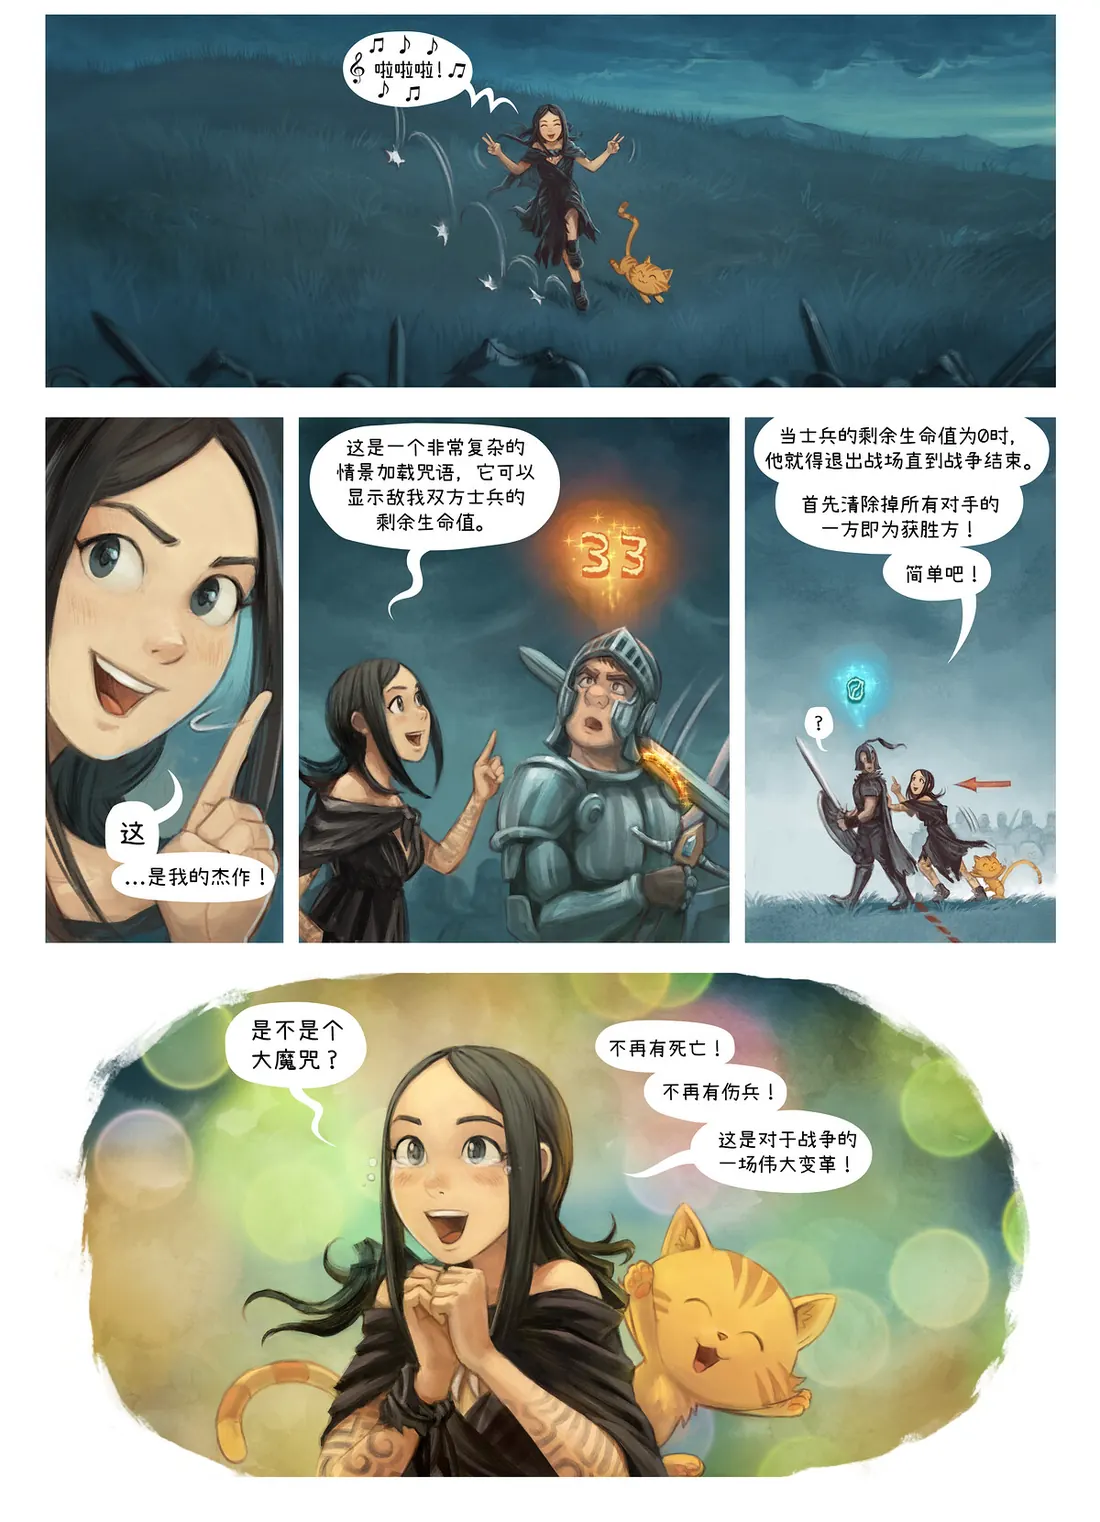 啦啦啦!
这
...是我的杰作!
这是一个非常复杂的
情景加载咒语，它可以
显示敌我双方士兵的
剩余生命值。
33
当士兵的剩余生命值为0时，
他就得退出战场直到战争结束。
首先清除掉所有对手的
一方即为获胜方!
简单吧!
0
?
是不是个
大魔咒?
不再有死亡!
不再有伤兵!
这是对于战争的
一场伟大变革!